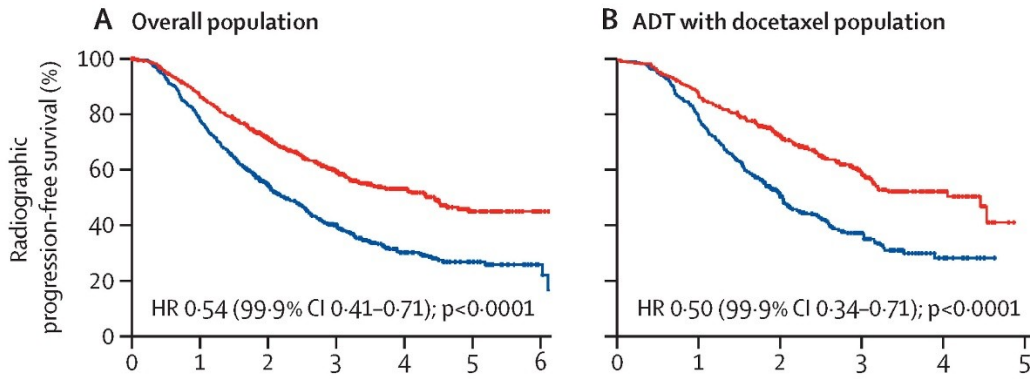 A Overall population
B ADT with docetaxel population
Radiographic
progression-free survival (%)
100
80
60
40
20
0
HR 0·54 (99·9% CI 0·41–0·71); p<0·0001
0 1 2 3 4 5 6
HR 0·50 (99·9% CI 0·34–0·71); p<0·0001
0 1 2 3 4 5